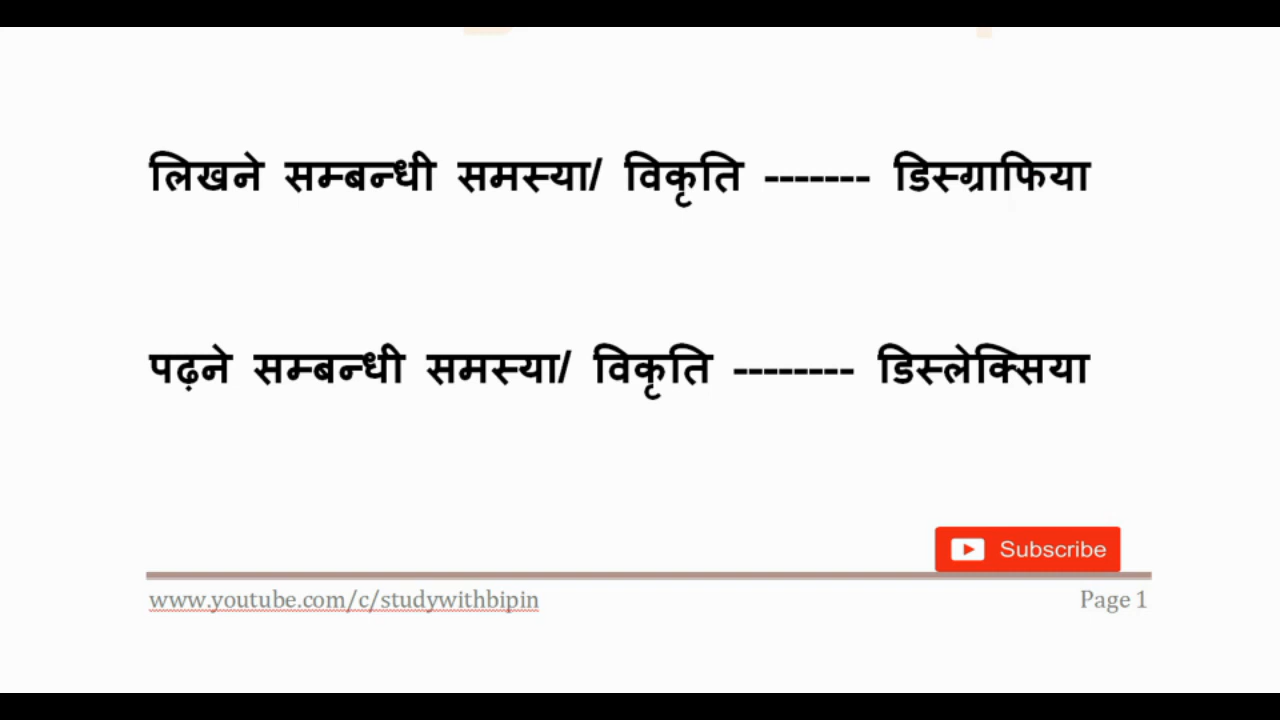 लिखने सम्बन्धी समस्या/ विकृति ------- डिस्ग्राफिया
पढ़ने सम्बन्धी समस्या/ विकृति -------- डिस्लेक्सिया
Subscribe
www.youtube.com/c/studywithbipin Page 1